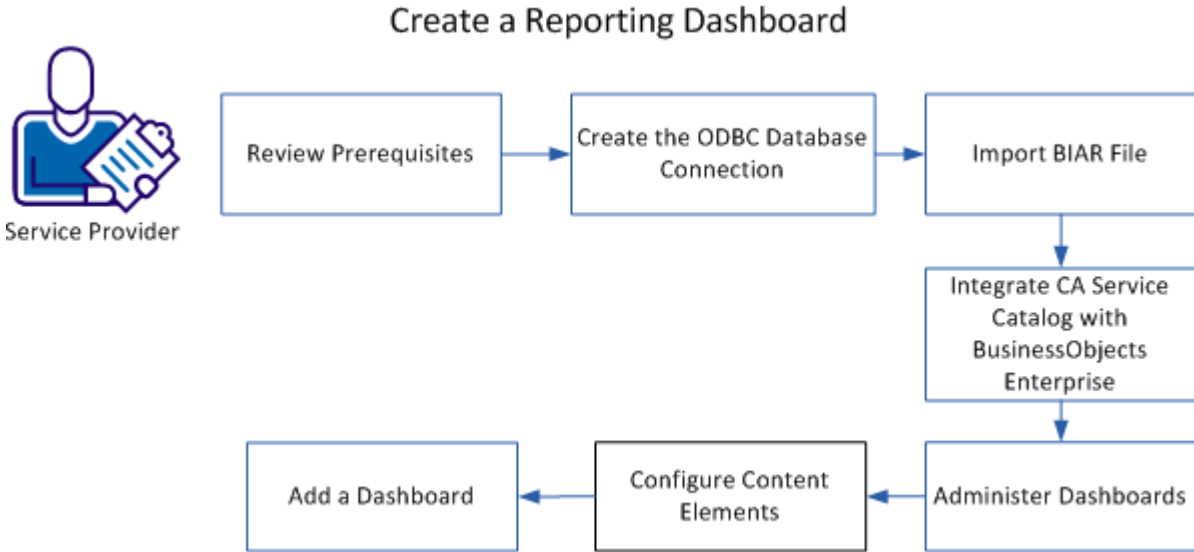 Create a Reporting Dashboard
Service Provider
Review Prerequisites
Create the ODBC Database
Connection
Import BIAR File
Integrate CA Service
Catalog with
BusinessObjects
Enterprise
Administer Dashboards
Configure Content
Elements
Add a Dashboard